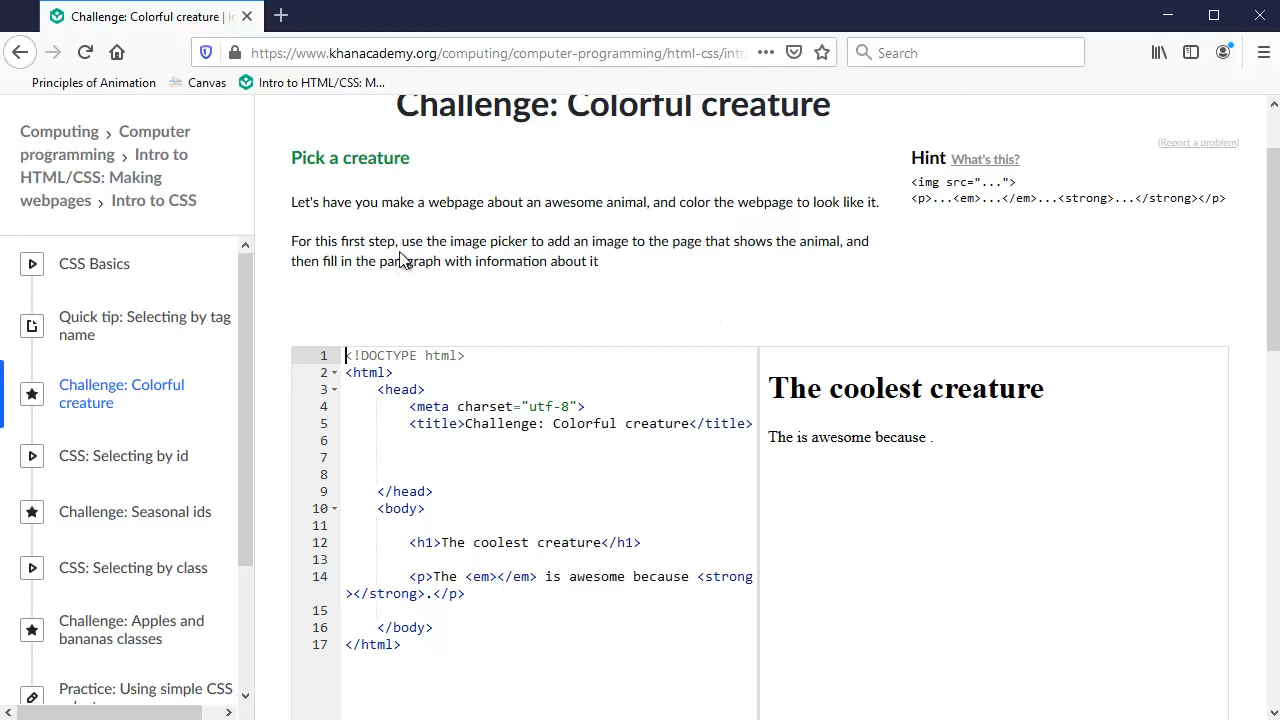 Challenge: Colorful creature | I
https://www.khanacademy.org/computing/computer-programming/html-css/intr
Search
Principles of Animation
Canvas
Intro to HTML/CSS: M...
Computing > Computer
programming > Intro to
HTML/CSS: Making
webpages > Intro to CSS
CSS Basics
Quick tip: Selecting by tag
name
Challenge: Colorful
creature
CSS: Selecting by id
Challenge: Seasonal ids
CSS: Selecting by class
Challenge: Apples and
bananas classes
Practice: Using simple CSS
Challenge: Colorful creature
(Report a problem)
Pick a creature
Let's have you make a webpage about an awesome animal, and color the webpage to look like it.
For this first step, use the image picker to add an image to the page that shows the animal, and
then fill in the paragraph with information about it
Hint What's this?
<img src="...">
<p>...<em>...</em>...<strong>...</strong></p>
1 <!DOCTYPE html>
2 <html>
3 <head>
4 <meta charset="utf-8">
5 <title>Challenge: Colorful creature</title>
6
7
8
9 </head>
10 <body>
11
12 <h1>The coolest creature</h1>
13
14 <p>The <em></em> is awesome because <strong
></strong>.</p>
15
16 </body>
17 </html>
The coolest creature
The is awesome because .